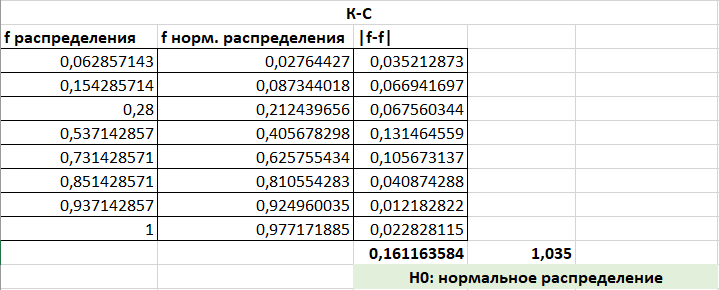 К-С
f распределения f норм. распределения |f-f|
0,062857143 0,02764427 0,035212873
0,154285714 0,087344018 0,066941697
0,28 0,212439656 0,067560344
0,537142857 0,405678298 0,131464559
0,731428571 0,625755434 0,105673137
0,851428571 0,810554283 0,040874288
0,937142857 0,924960035 0,012182822
1 0,977171885 0,022828115
0,161163584 1,035
Н0: нормальное распределение